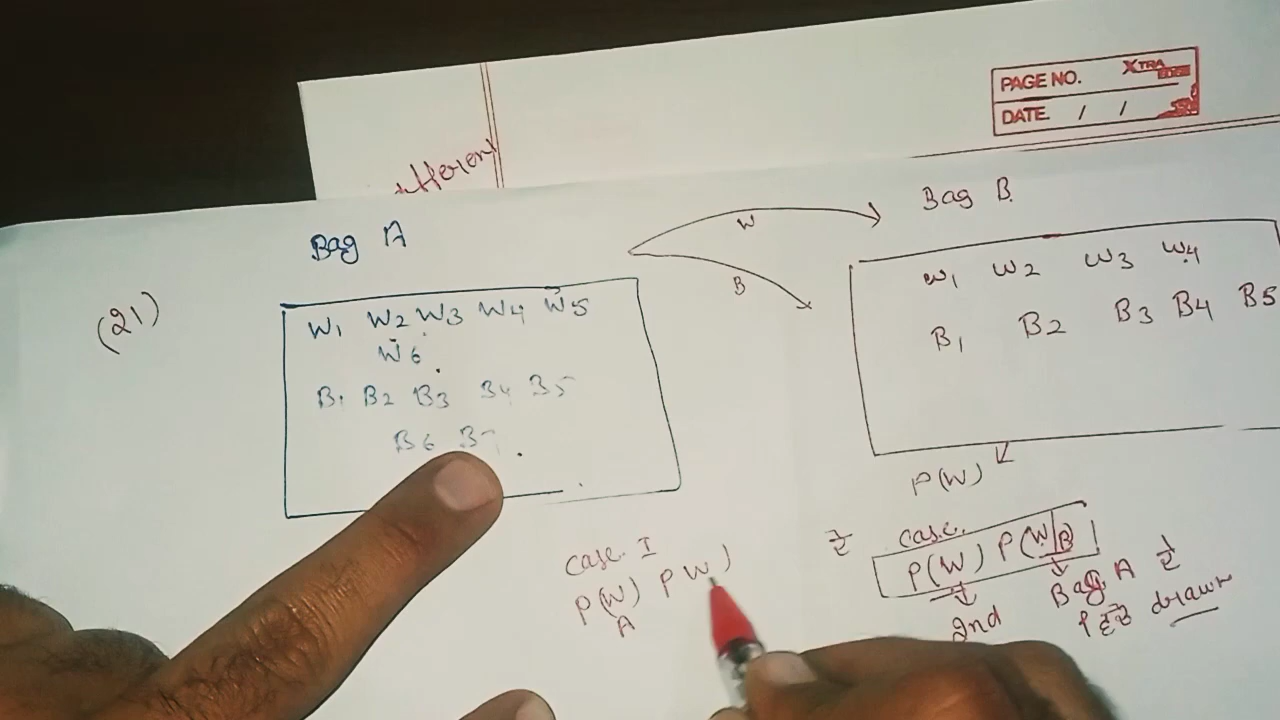 PAGE NO. XTRA
DATE. / /
Bag A
Bag B.
(21)
W
B
W1 W2 W3 W4 W5
W6
B1 B2 B3 B4 B5
B6 B7
W1 W2 W3 W4
B1 B2 B3 B4 B5
P(W)
case.
P(W) P(W|B)
2nd
Bag A
drawn
case. I
P(W) P W)
A